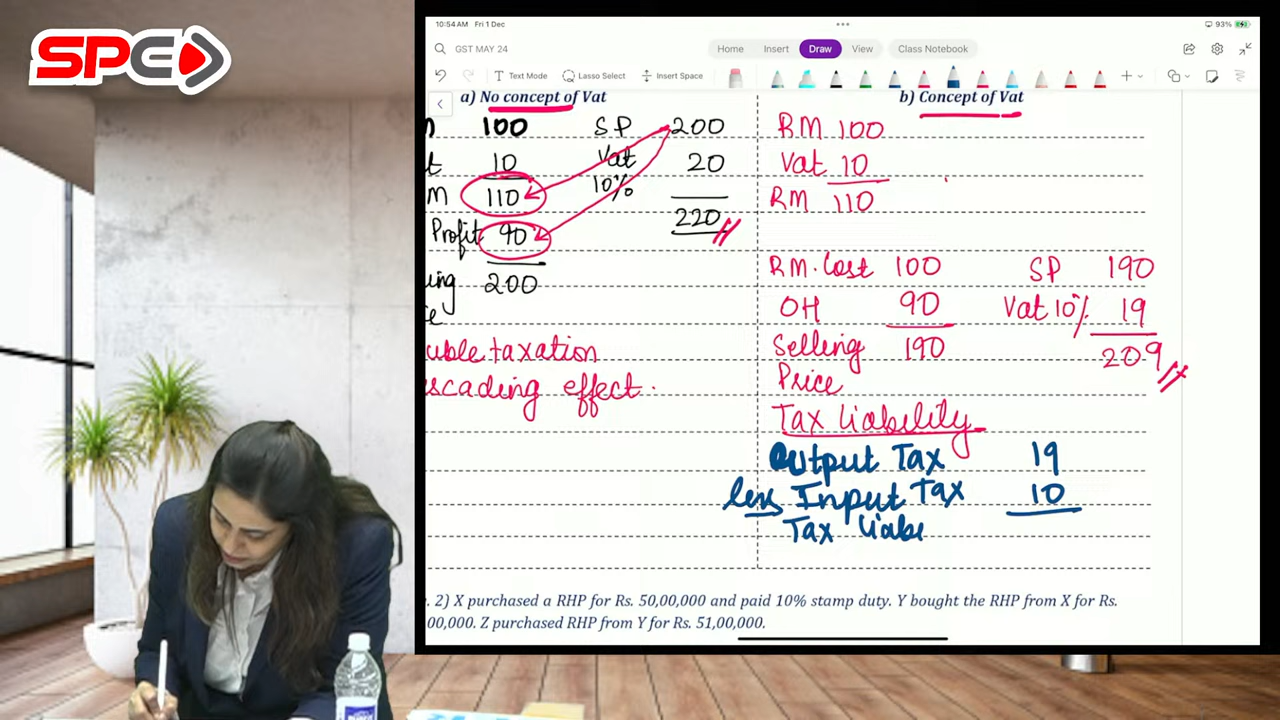 SPE
10:54 AM Fri 1 Dec
93%
GST MAY 24
Home Insert Draw View Class Notebook
Text Mode Lasso Select Insert Space
a) No concept of Vat
100 SP 200
10 Vat 20
10%
110
220
Profit 90
200
taxation
effect.
b) Concept of Vat
RM 100
Vat 10
RM 110
RM. Cost 100 SP 190
OH 90 Vat 10% 19
Selling 190 209
Price
Tax Liability
Output Tax 19
less Input Tax 10
Tax Liabi
2) X purchased a RHP for Rs. 50,00,000 and paid 10% stamp duty. Y bought the RHP from X for Rs.
00,000. Z purchased RHP from Y for Rs. 51,00,000.